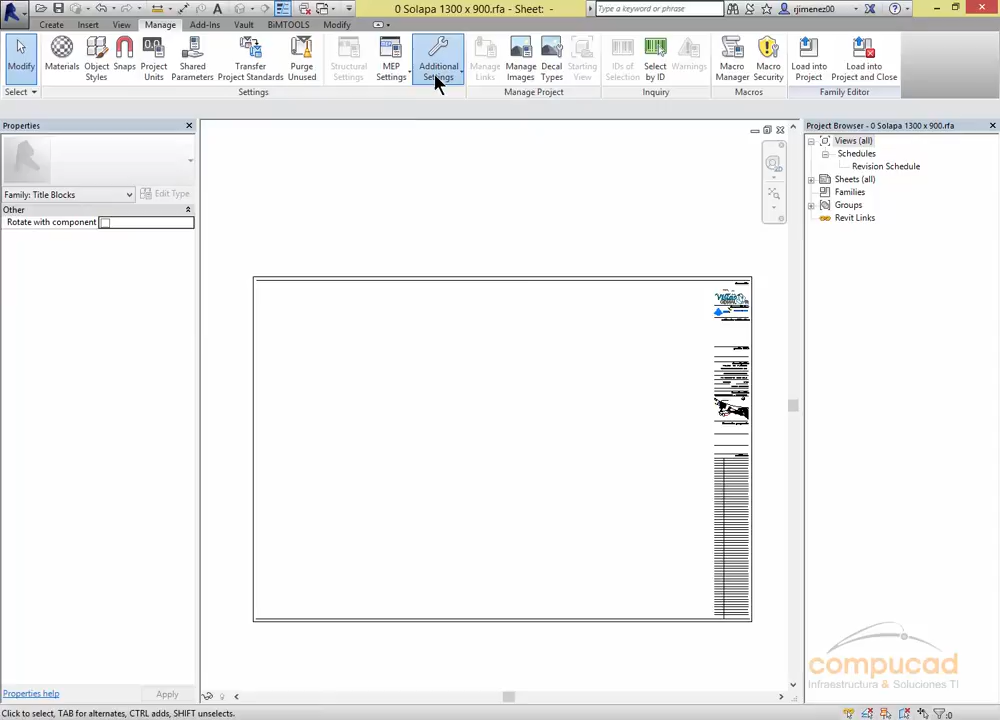 0 Solapa 1300 x 900.rfa - Sheet: -
Type a keyword or phrase
rjimenez00
Create Insert View Manage Add-Ins Vault BiMTOOLS Modify
Modify
Materials
Object Styles
Snaps
Project Units
Shared Parameters
Transfer Project Standards
Purge Unused
Structural Settings
MEP Settings
Additional Settings
Manage Links
Manage Images
Decal Types
Starting View
IDs of Selection
Select by ID
Warnings
Macro Manager
Macro Security
Load into Project
Load into Project and Close
Select Settings Manage Project Inquiry Macros Family Editor
Properties
Family: Title Blocks
Edit Type
Other
Rotate with component
Properties help
Apply
Project Browser - 0 Solapa 1300 x 900.rfa
Views (all)
Schedules
Revision Schedule
Sheets (all)
Families
Groups
Revit Links
compucad
Infraestructura & Soluciones TI
Click to select, TAB for alternates, CTRL adds, SHIFT unselects.
:0